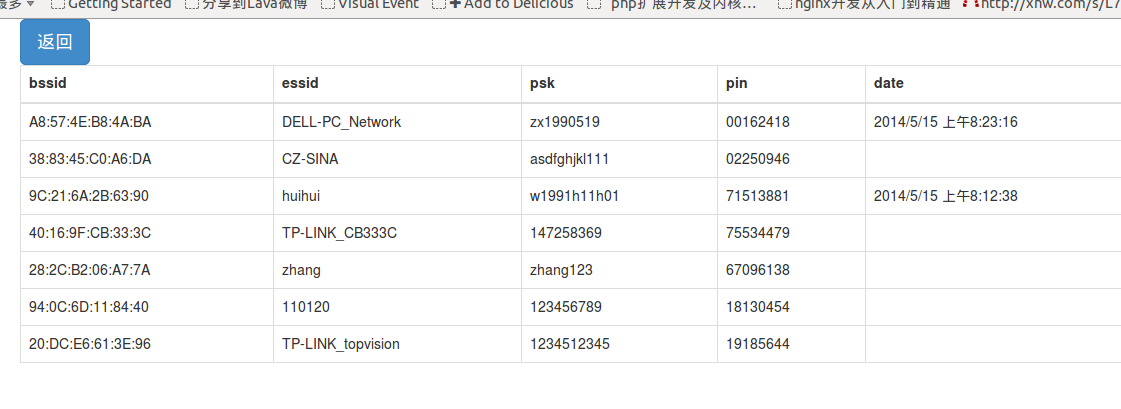 Getting Started 分享到Lava微博 Visual Event Add to Delicious php扩展开发及内核... nginx开发从入门到精通 http://xnw.com/s/L7
返回
bssid essid psk pin date
A8:57:4E:B8:4A:BA DELL-PC_Network zx1990519 00162418 2014/5/15 上午8:23:16
38:83:45:C0:A6:DA CZ-SINA asdfghjkl111 02250946
9C:21:6A:2B:63:90 huihui w1991h11h01 71513881 2014/5/15 上午8:12:38
40:16:9F:CB:33:3C TP-LINK_CB333C 147258369 75534479
28:2C:B2:06:A7:7A zhang zhang123 67096138
94:0C:6D:11:84:40 110120 123456789 18130454
20:DC:E6:61:3E:96 TP-LINK_topvision 1234512345 19185644